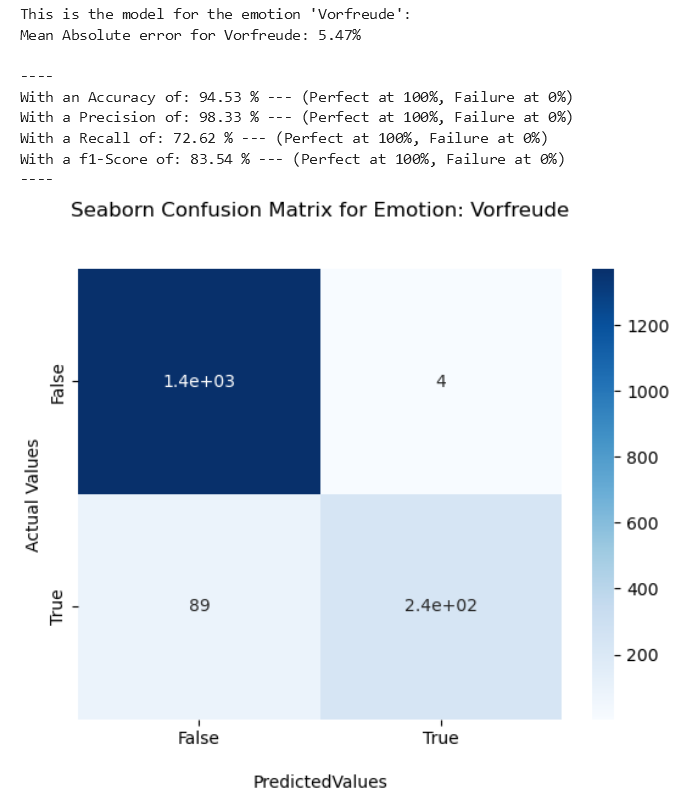 This is the model for the emotion 'Vorfreude':
Mean Absolute error for Vorfreude: 5.47%
----
With an Accuracy of: 94.53 % --- (Perfect at 100%, Failure at 0%)
With a Precision of: 98.33 % --- (Perfect at 100%, Failure at 0%)
With a Recall of: 72.62 % --- (Perfect at 100%, Failure at 0%)
With a f1-Score of: 83.54 % --- (Perfect at 100%, Failure at 0%)
----
Seaborn Confusion Matrix for Emotion: Vorfreude
Actual Values
False
True
1.4e+03
4
89
2.4e+02
False
True
PredictedValues
1200
1000
800
600
400
200